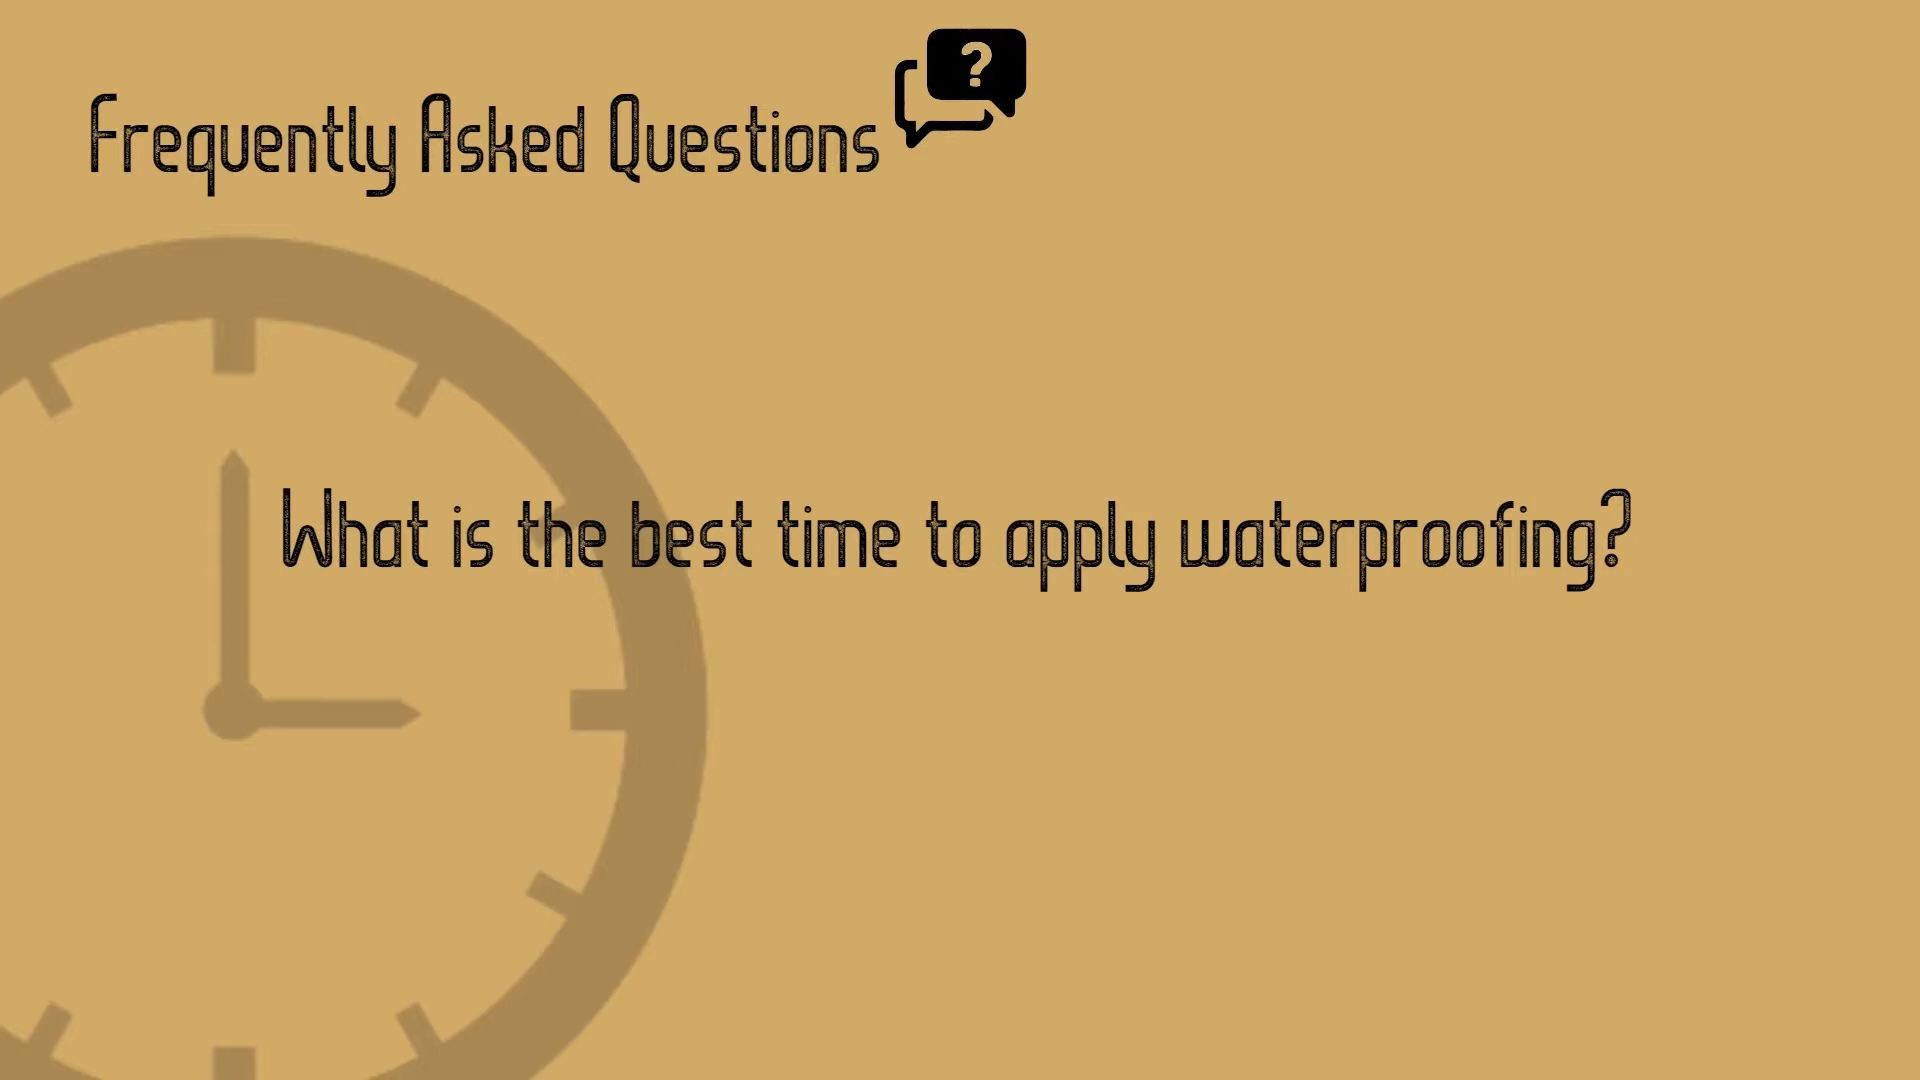 Frequently Asked Questions
?
What is the best time to apply waterproofing?